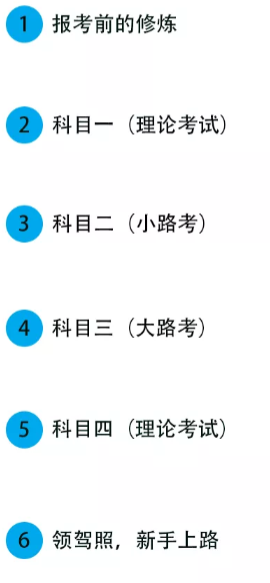 1 报考前的修炼
2 科目一（理论考试）
3 科目二（小路考）
4 科目三（大路考）
5 科目四（理论考试）
6 领驾照，新手上路